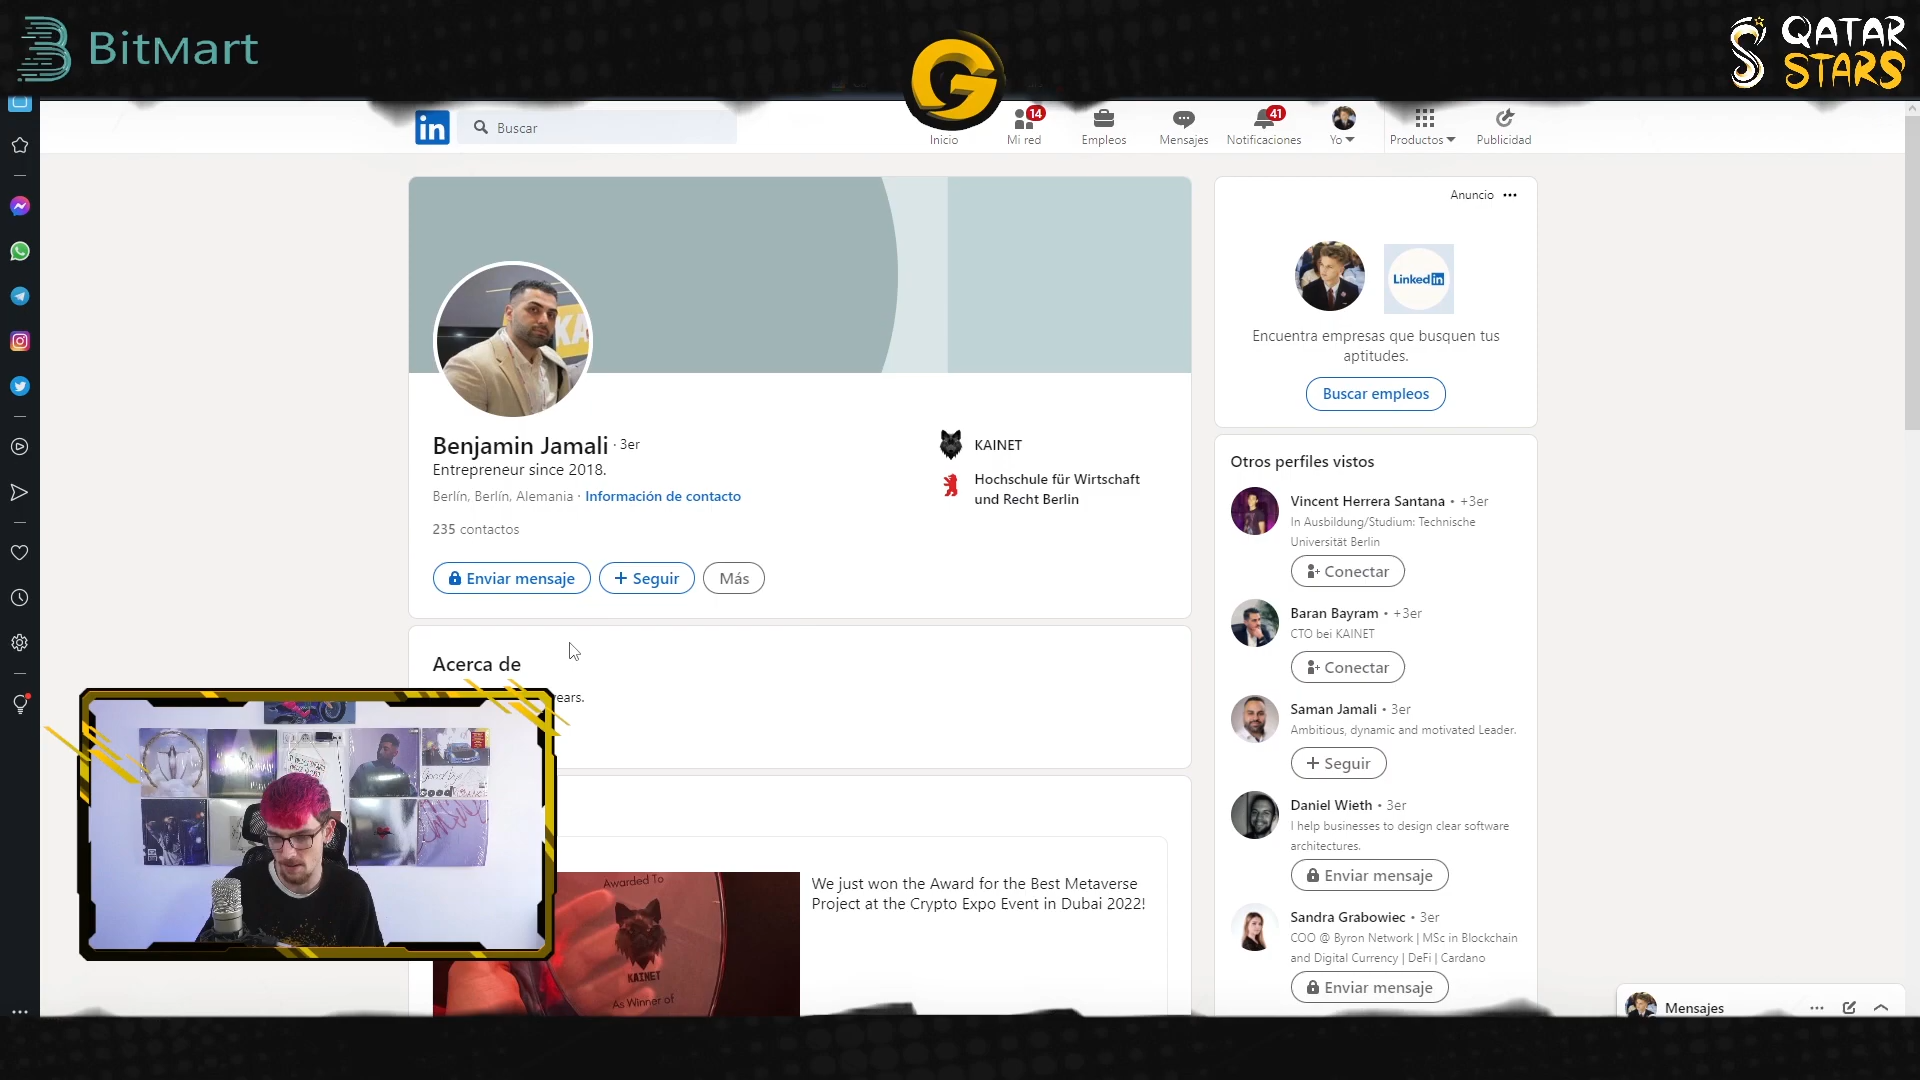 BitMart
QATAR
STARS
G
in
Buscar
14
41
Inicio
Mi red
Empleos
Mensajes
Notificaciones
Yo
Productos
Publicidad
KA
Benjamin Jamali · 3er
Entrepreneur since 2018.
Berlín, Berlín, Alemania · Información de contacto
235 contactos
KAINET
Hochschule für Wirtschaft
und Recht Berlin
Enviar mensaje
Seguir
Más
Acerca de
years.
We just won the Award for the Best Metaverse
Project at the Crypto Expo Event in Dubai 2022!
Awarded To
KAINET
As Winner of
Anuncio
Linkedin
Encuentra empresas que busquen tus
aptitudes.
Buscar empleos
Otros perfiles vistos
Vincent Herrera Santana • +3er
In Ausbildung/Studium: Technische
Universität Berlin
Conectar
Baran Bayram • +3er
CTO bei KAINET
Conectar
Saman Jamali • 3er
Ambitious, dynamic and motivated Leader.
Seguir
Daniel Wieth • 3er
I help businesses to design clear software
architectures.
Enviar mensaje
Sandra Grabowiec • 3er
COO @ Byron Network | MSc in Blockchain
and Digital Currency | DeFi | Cardano
Enviar mensaje
Mensajes